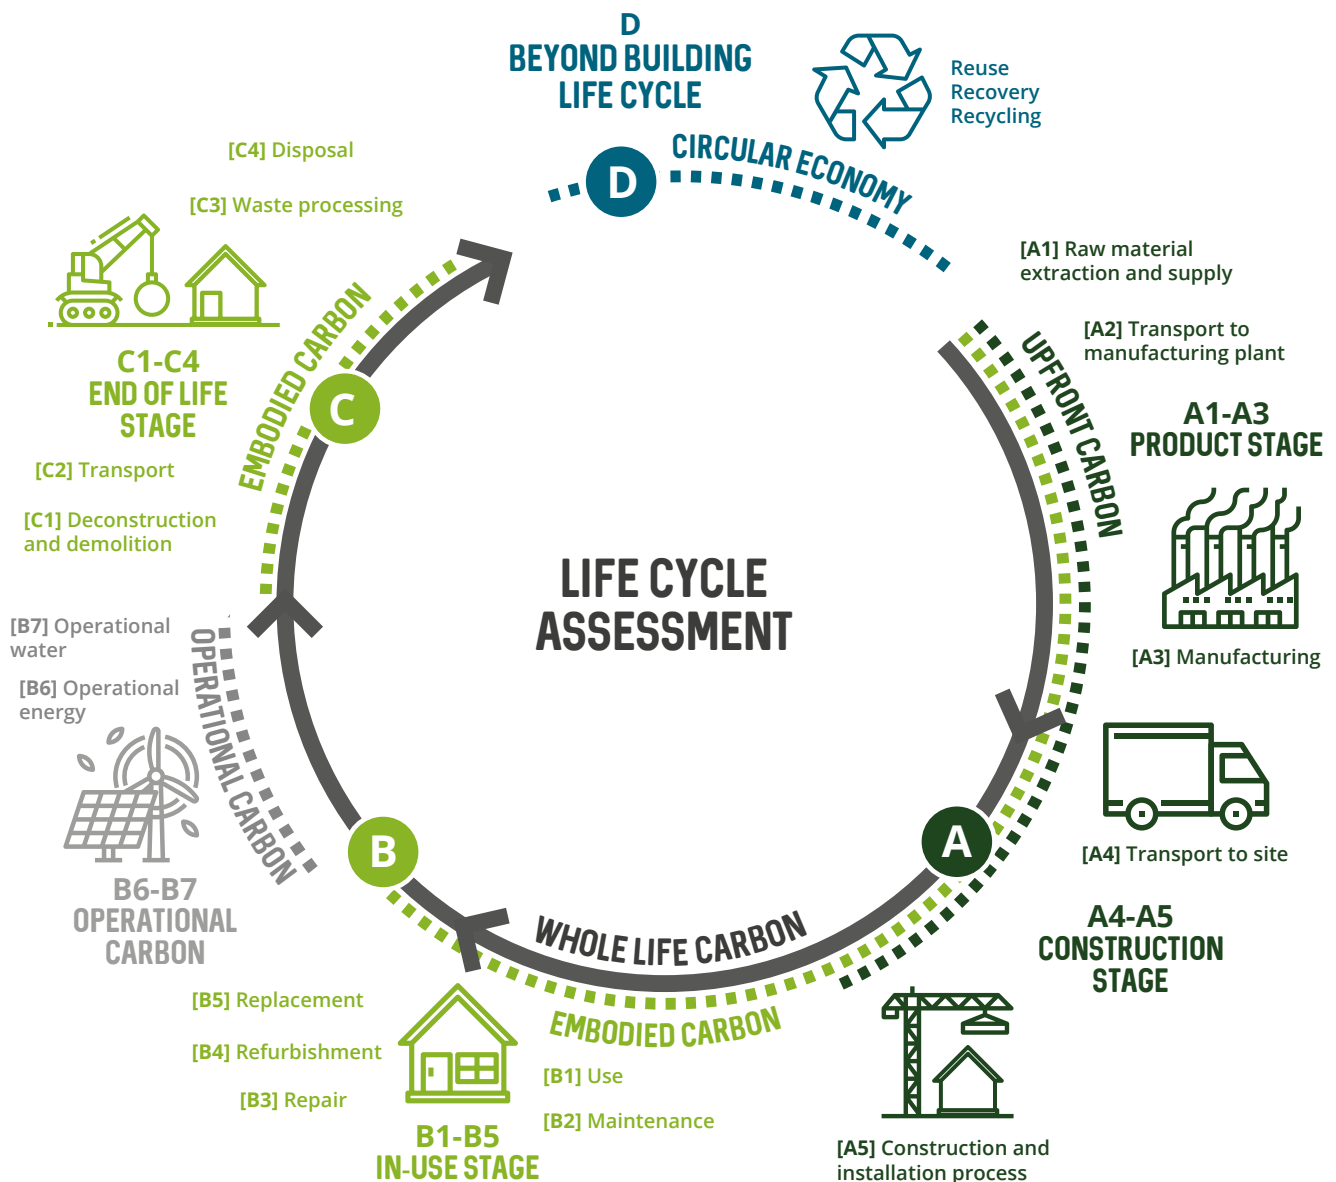 D
BEYOND BUILDING
LIFE CYCLE
Reuse
Recovery
Recycling
D
CIRCULAR ECONOMY
[A1] Raw material
extraction and supply
[A2] Transport to
manufacturing plant
UPFRONT CARBON
A1-A3
PRODUCT STAGE
[A3] Manufacturing
[A4] Transport to site
A
A4-A5
CONSTRUCTION
STAGE
[A5] Construction and
installation process
LIFE CYCLE
ASSESSMENT
WHOLE LIFE CARBON
EMBODIED CARBON
[B1] Use
[B2] Maintenance
B1-B5
IN-USE STAGE
[B3] Repair
[B4] Refurbishment
[B5] Replacement
B
B6-B7
OPERATIONAL
CARBON
OPERATIONAL CARBON
[B6] Operational
energy
[B7] Operational
water
[C1] Deconstruction
and demolition
[C2] Transport
C1-C4
END OF LIFE
STAGE
C
EMBODIED CARBON
[C3] Waste processing
[C4] Disposal